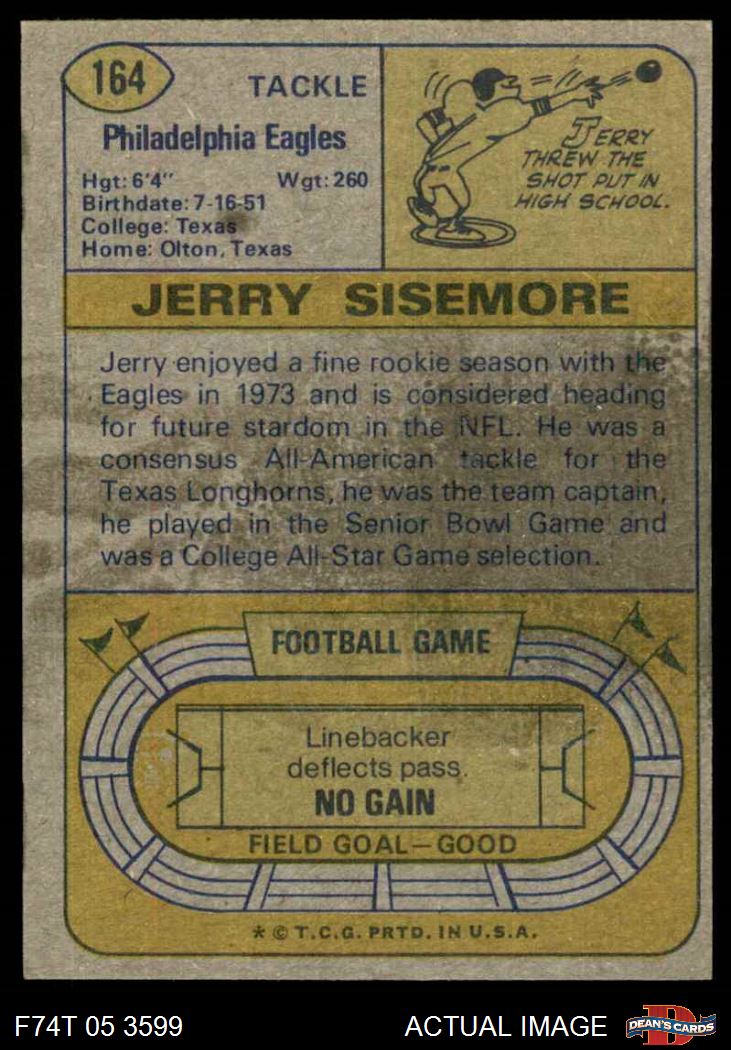 164
TACKLE
Philadelphia Eagles
Hgt: 6'4" Wgt: 260
Birthdate: 7-16-51
College: Texas
Home: Olton, Texas
JERRY
THREW THE
SHOT PUT IN
HIGH SCHOOL.
JERRY SISEMORE
Jerry enjoyed a fine rookie season with the
Eagles in 1973 and is considered heading
for future stardom in the NFL. He was a
consensus All-American tackle for the
Texas Longhorns, he was the team captain,
he played in the Senior Bowl Game and
was a College All-Star Game selection.
FOOTBALL GAME
Linebacker
deflects pass.
NO GAIN
FIELD GOAL—GOOD
* © T.C.G. PRTD. IN U.S.A.
F74T 05 3599 ACTUAL IMAGE D DEAN'S CARDS